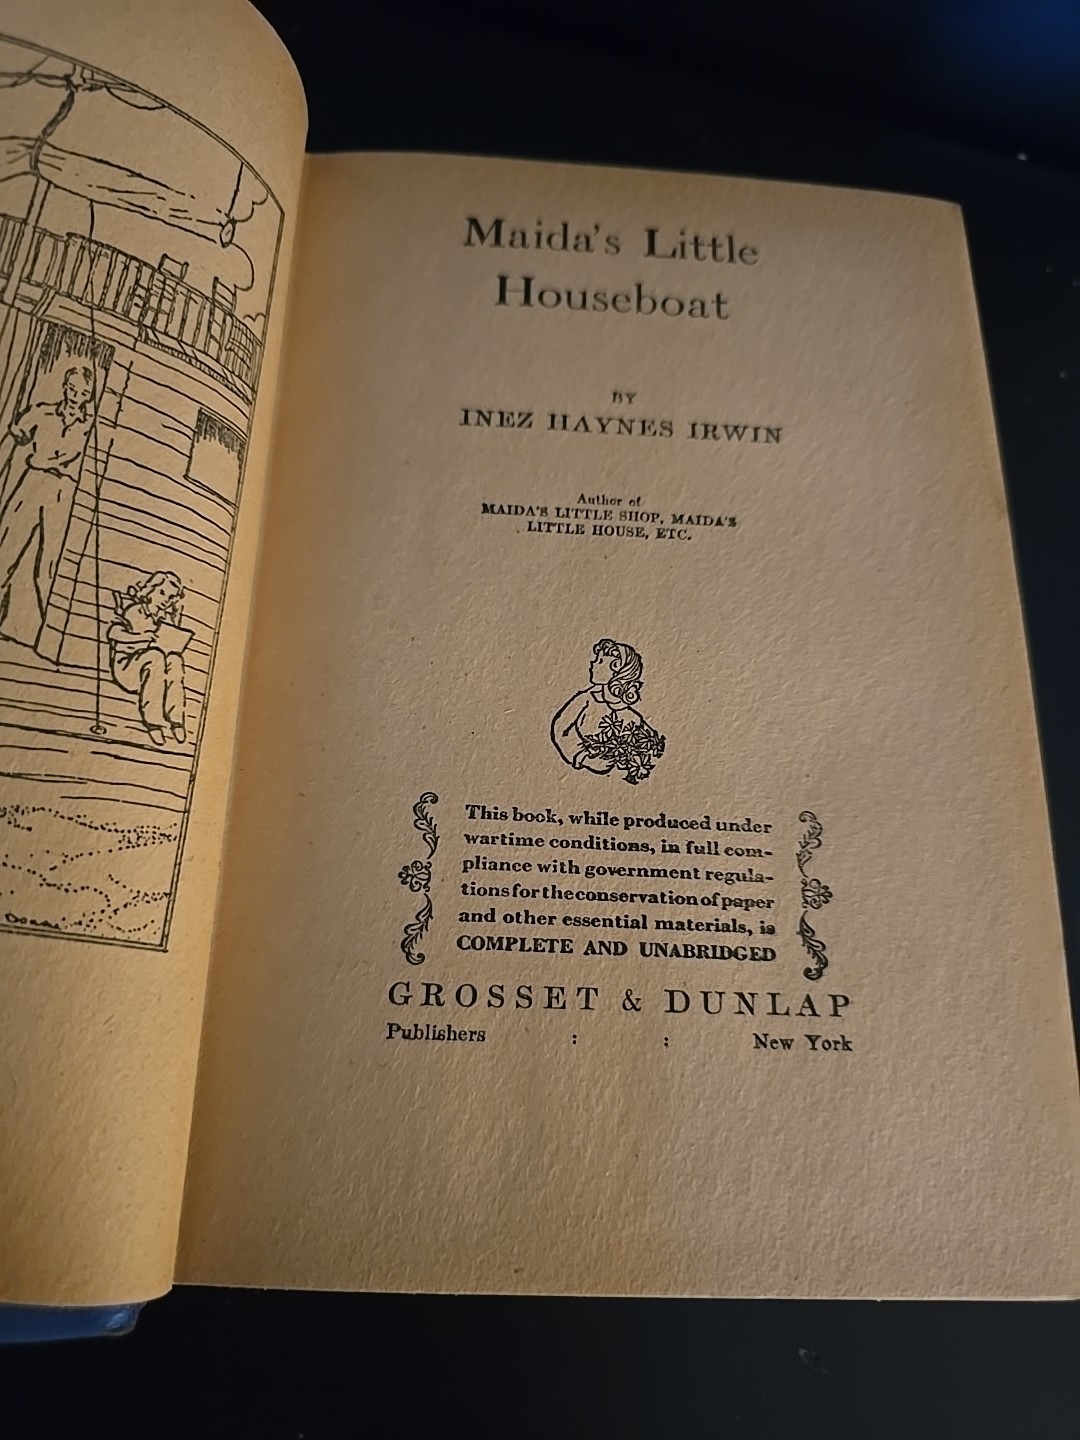 Maida's Little
Houseboat
BY
INEZ HAYNES IRWIN
Author of
MAIDA'S LITTLE SHOP, MAIDA'S
LITTLE HOUSE, ETC.
This book, while produced under
wartime conditions, in full com-
pliance with government regula-
tions for the conservation of paper
and other essential materials, is
COMPLETE AND UNABRIDGED
GROSSET & DUNLAP
Publishers : : New York